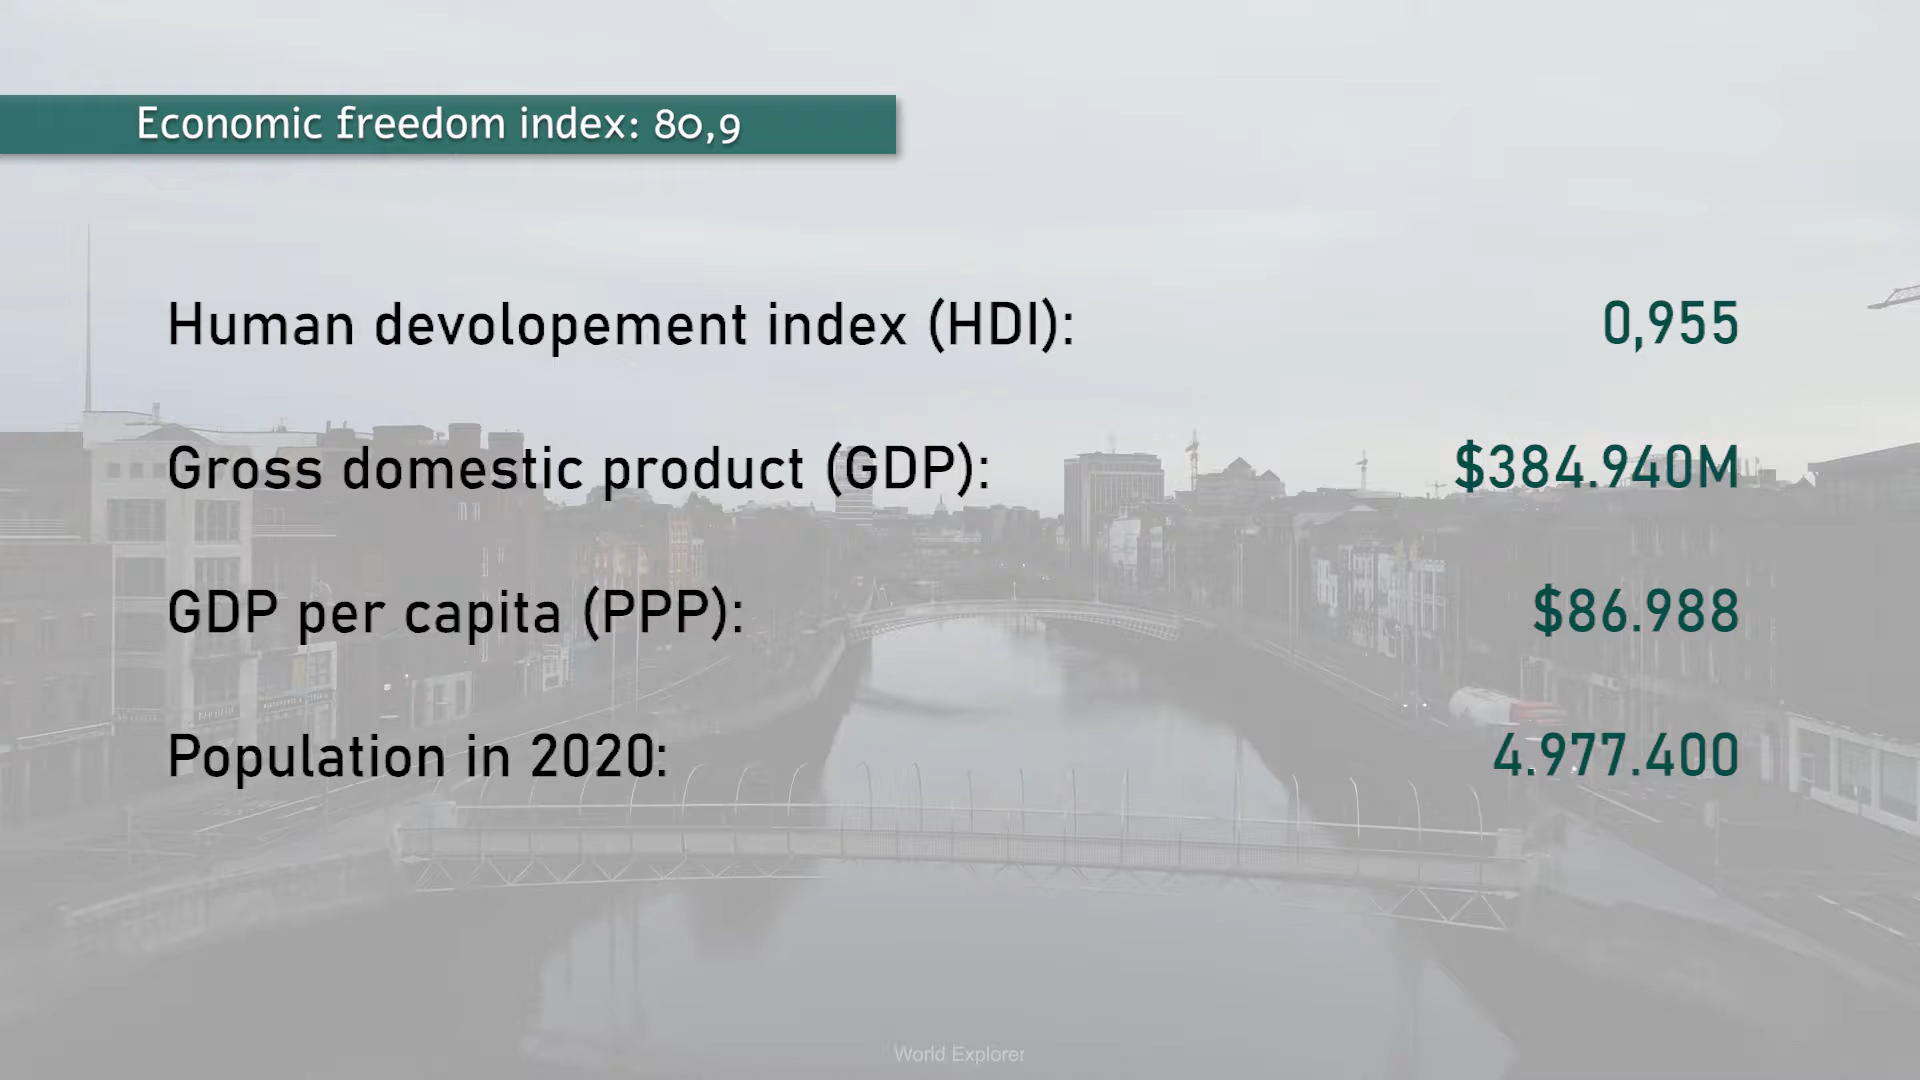 Economic freedom index: 80,9
Human devolopement index (HDI): 0,955
Gross domestic product (GDP): $384.940M
GDP per capita (PPP): $86.988
Population in 2020: 4.977.400
World Explorer